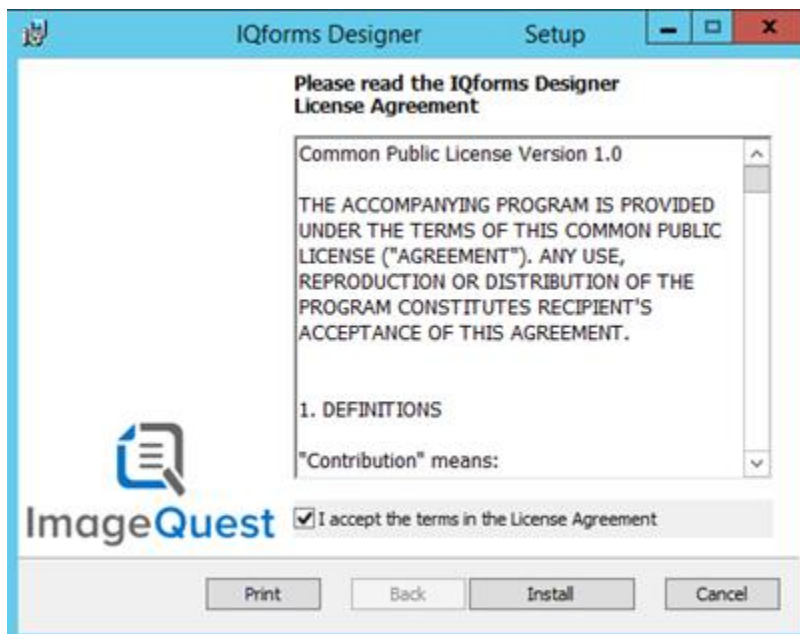 IQforms Designer Setup
Please read the IQforms Designer
License Agreement
Common Public License Version 1.0
THE ACCOMPANYING PROGRAM IS PROVIDED
UNDER THE TERMS OF THIS COMMON PUBLIC
LICENSE ("AGREEMENT"). ANY USE,
REPRODUCTION OR DISTRIBUTION OF THE
PROGRAM CONSTITUTES RECIPIENT'S
ACCEPTANCE OF THIS AGREEMENT.
1. DEFINITIONS
"Contribution" means:
ImageQuest
I accept the terms in the License Agreement
Print Back Install Cancel